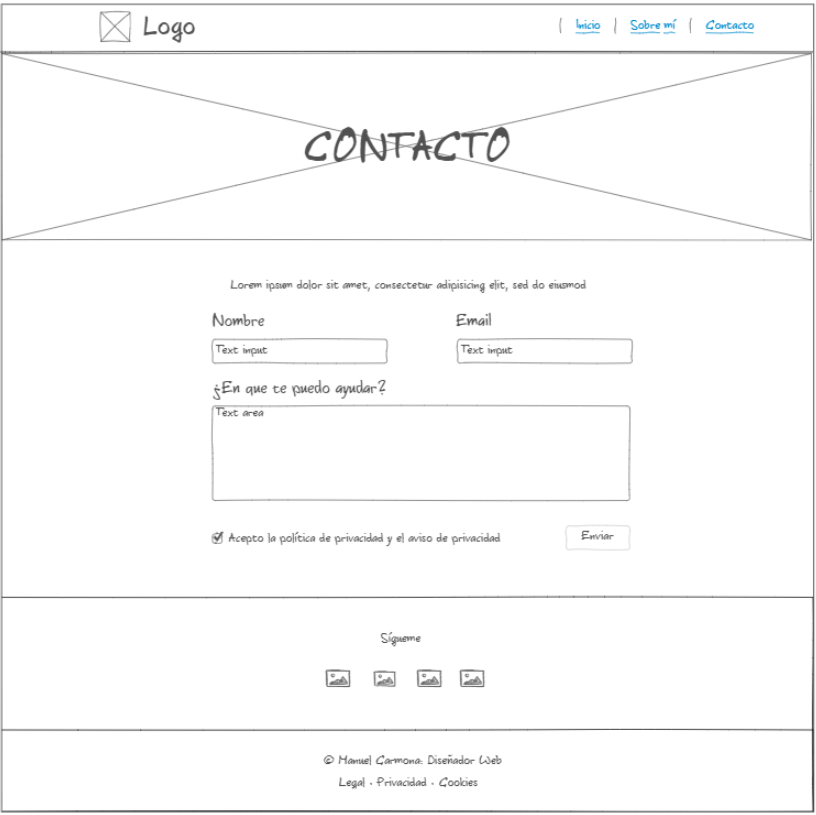 Logo
| Inicio | Sobre mí | Contacto
CONTACTO
Lorem ipsum dolor sit amet, consectetur adipisicing elit, sed do eiusmod
Nombre
Email
Text input
Text input
¿En que te puedo ayudar?
Text area
Acepto la política de privacidad y el aviso de privacidad
Enviar
Sígueme
© Manuel Carmona: Diseñador Web
Legal - Privacidad - Cookies